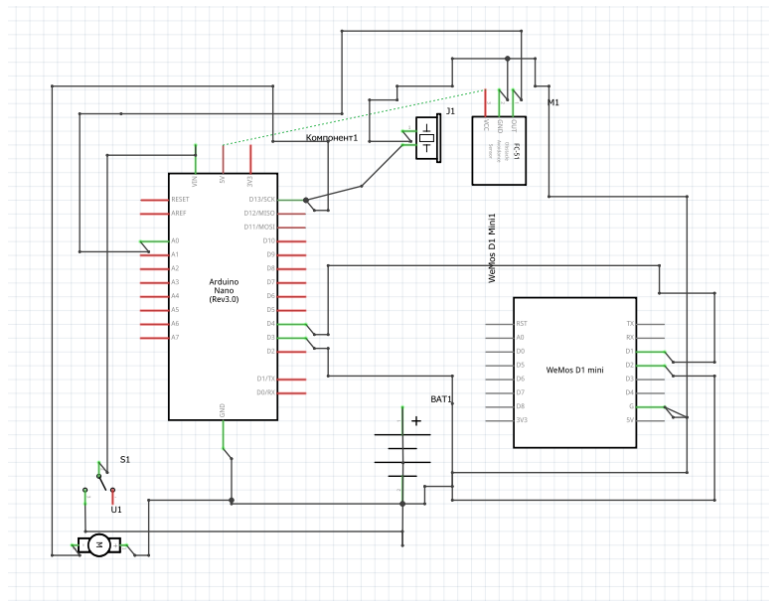 J1
M1
Компонент1
VCC
GND
OUT
FC-51
Obstacle
Avoidance
Sensor
VIN
5V
3V3
RESET
AREF
A0
A1
A2
A3
A4
A5
A6
A7
Arduino
Nano
(Rev3.0)
D13/SCK
D12/MISO
D11/MOSI
D10
D9
D8
D7
D6
D5
D4
D3
D2
D1/TX
D0/RX
GND
WeMos D1 Mini1
RST
A0
D0
D5
D6
D7
D8
3V3
WeMos D1 mini
TX
RX
D1
D2
D3
D4
G
5V
BAT1
+
S1
U1
M